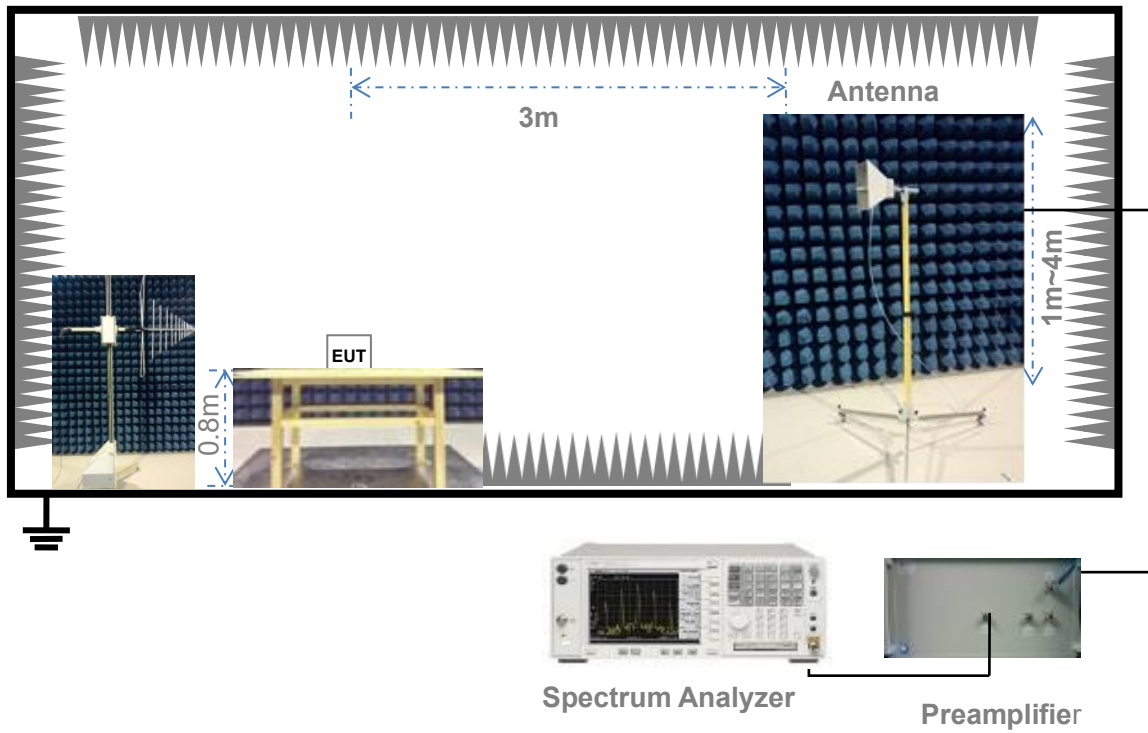 Antenna
3m
1m~4m
EUT
0.8m
Spectrum Analyzer
Preamplifier